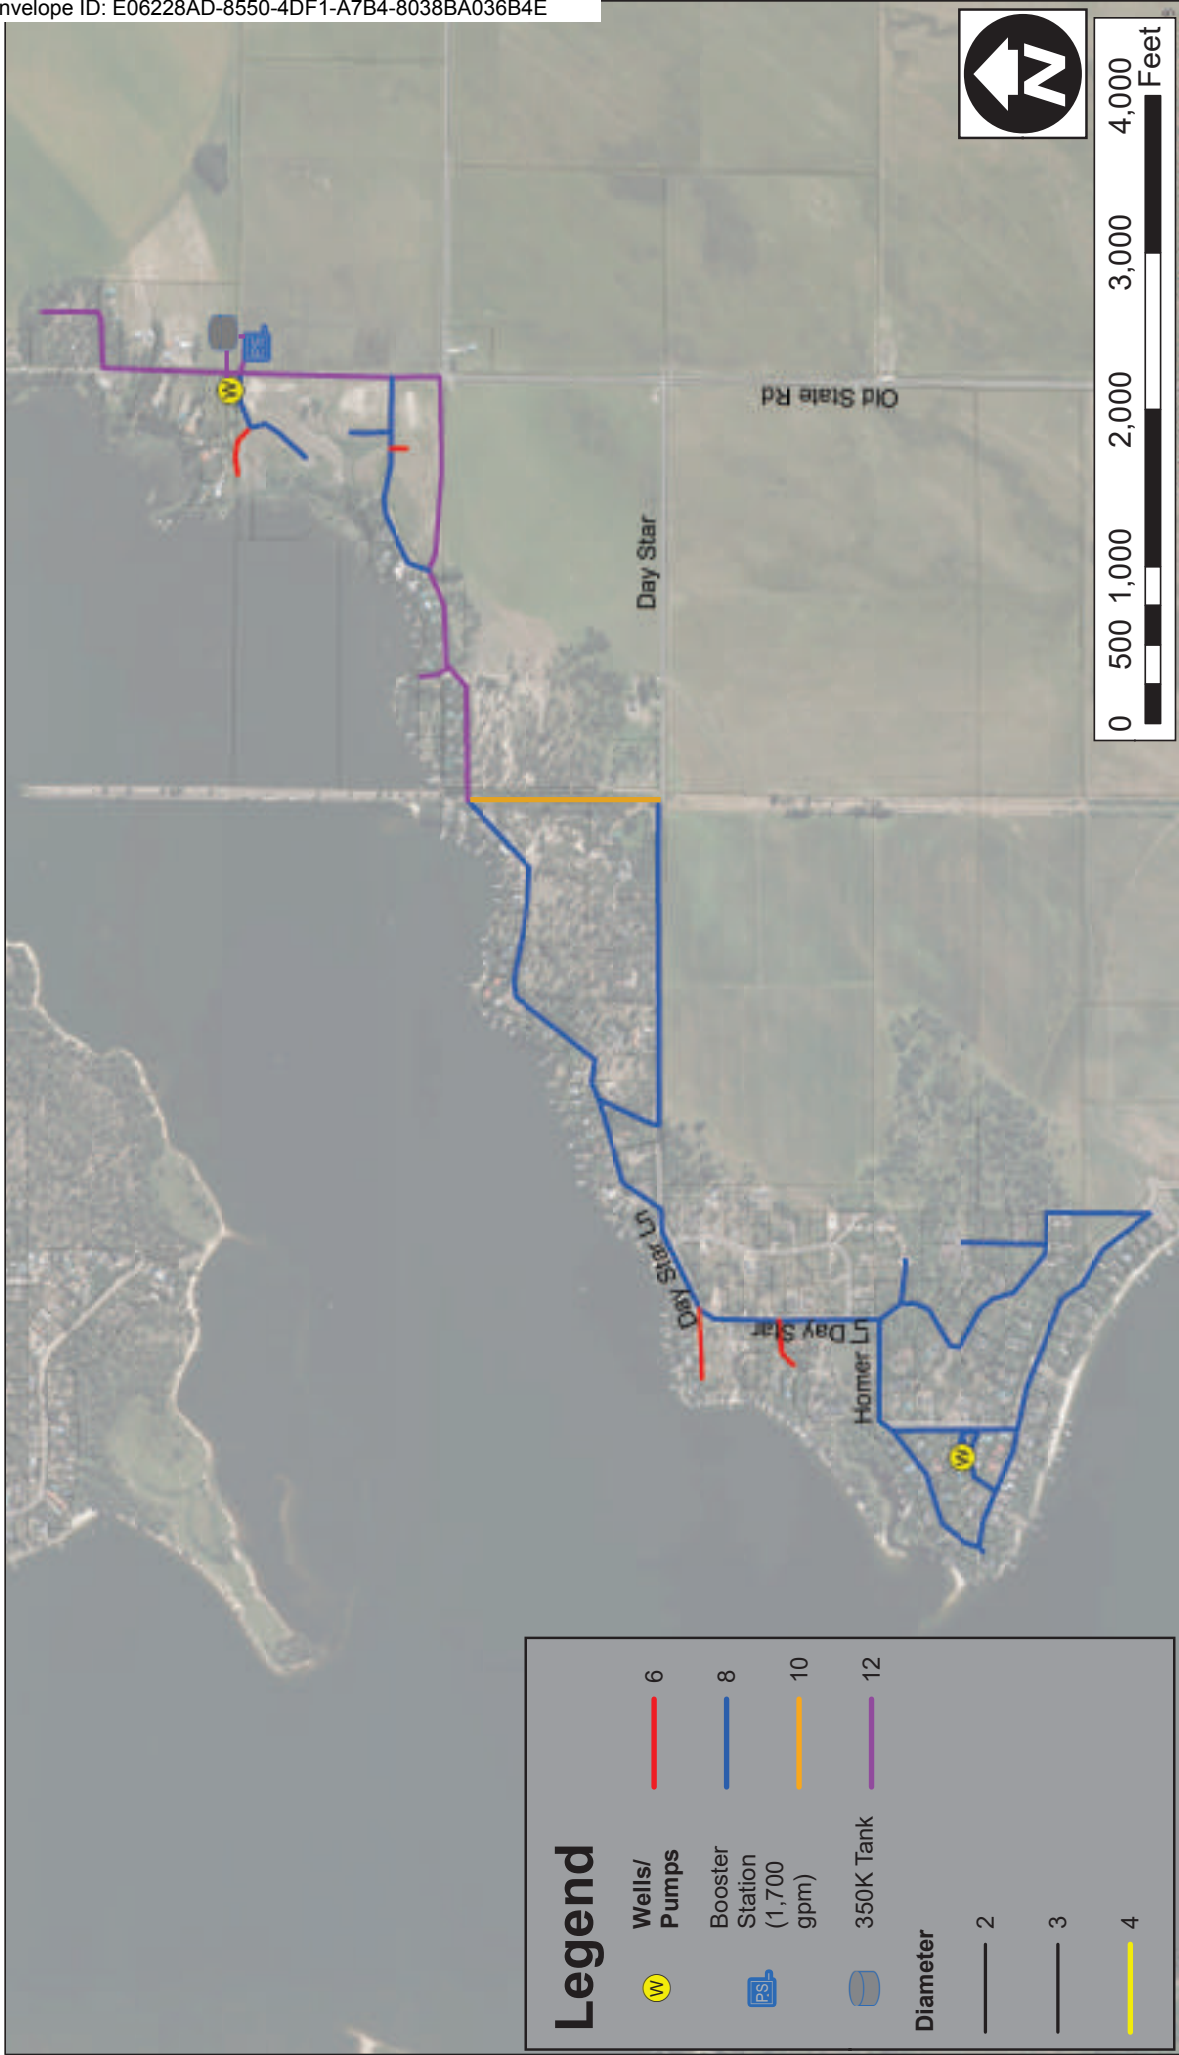 nvelope ID: E06228AD-8550-4DF1-A7B4-8038BA036B4E
N
0 500 1,000 2,000 3,000 4,000
Feet
W
P.S.
Old State Rd
Day Star
Day Star Ln
Day Star
Ln
Homer Ln
W
Legend
W
Wells/
Pumps
P.S.
Booster
Station
(1,700
gpm)
350K Tank
Diameter
2
3
4
6
8
10
12